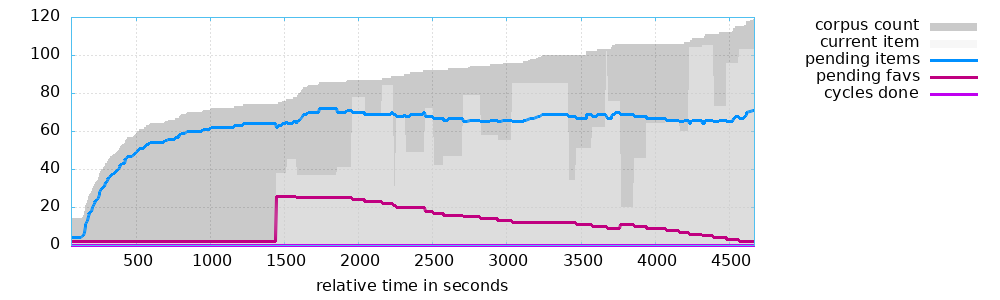 120
100
80
60
40
20
0
500 1000 1500 2000 2500 3000 3500 4000 4500
relative time in seconds
corpus count
current item
pending items
pending favs
cycles done